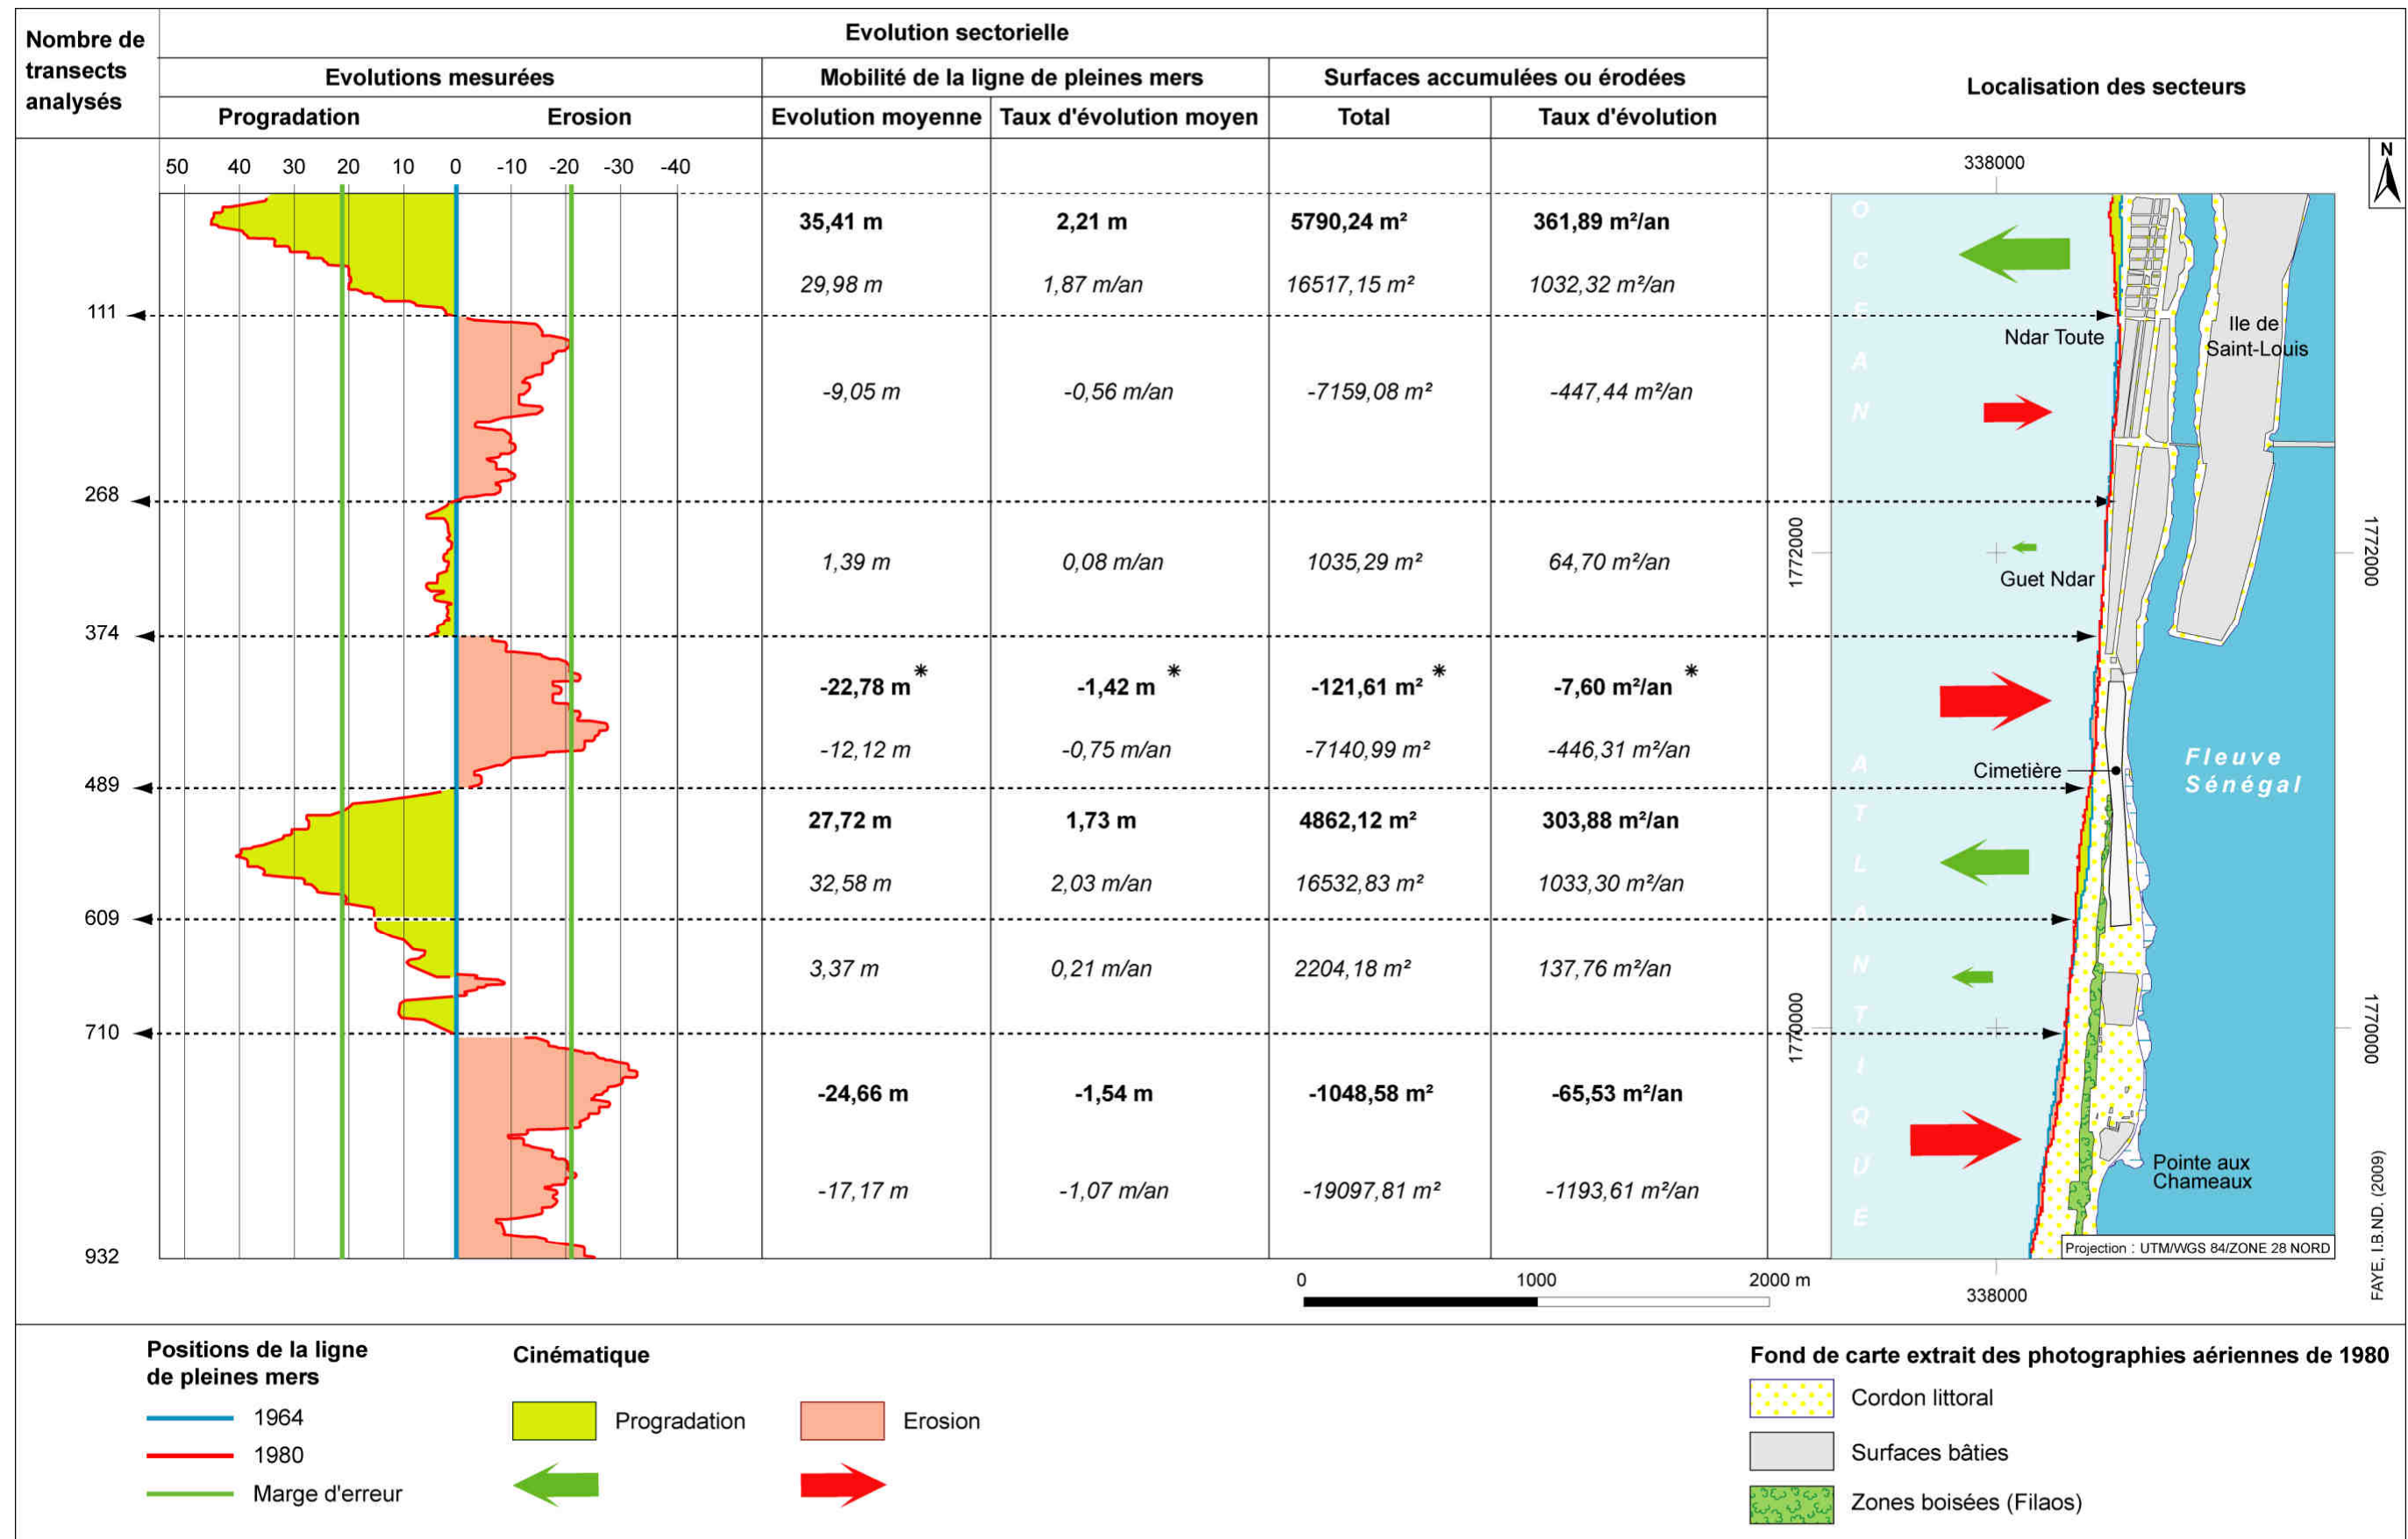 Nombre de
transects
analysés
Evolution sectorielle
Evolutions mesurées
Mobilité de la ligne de pleines mers
Surfaces accumulées ou érodées
Localisation des secteurs
Progradation
Erosion
Evolution moyenne
Taux d'évolution moyen
Total
Taux d'évolution
50 40 30 20 10 0 -10 -20 -30 -40
338000
N
35,41 m 2,21 m 5790,24 m² 361,89 m²/an
29,98 m 1,87 m/an 16517,15 m² 1032,32 m²/an
111
-9,05 m -0,56 m/an -7159,08 m² -447,44 m²/an
268
1,39 m 0,08 m/an 1035,29 m² 64,70 m²/an
374
-22,78 m* -1,42 m * -121,61 m² * -7,60 m²/an *
-12,12 m -0,75 m/an -7140,99 m² -446,31 m²/an
489
27,72 m 1,73 m 4862,12 m² 303,88 m²/an
32,58 m 2,03 m/an 16532,83 m² 1033,30 m²/an
609
3,37 m 0,21 m/an 2204,18 m² 137,76 m²/an
710
-24,66 m -1,54 m -1048,58 m² -65,53 m²/an
-17,17 m -1,07 m/an -19097,81 m² -1193,61 m²/an
932
OCEAN
ATLANTIQUE
Ndar Toute
Ile de
Saint-Louis
1772000
1772000
Guet Ndar
Cimetière
Fleuve
Sénégal
1770000
1770000
Pointe aux
Chameaux
Projection : UTM/WGS 84/ZONE 28 NORD
FAYE, I.B.ND. (2009)
0 1000 2000 m
338000
Positions de la ligne
de pleines mers
1964
1980
Marge d'erreur
Cinématique
Progradation
Erosion
Fond de carte extrait des photographies aériennes de 1980
Cordon littoral
Surfaces bâties
Zones boisées (Filaos)